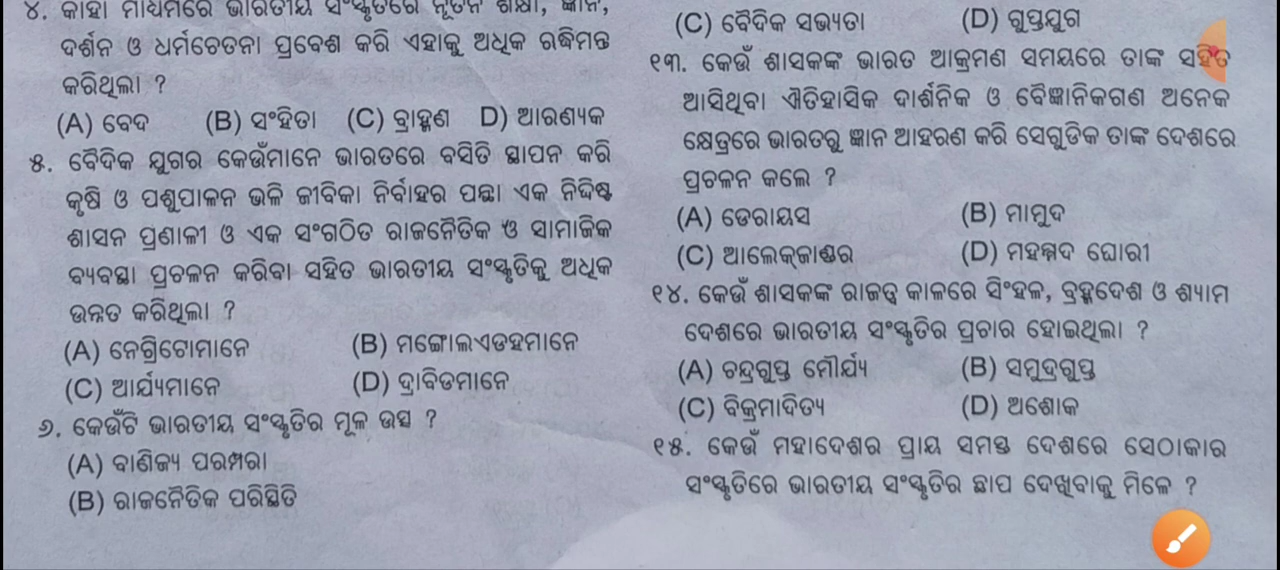 ୪. କାହା ମାଧ୍ୟମରେ ଭାରତୀୟ ସଂସ୍କୃତିରେ ନୂତନ ଶିକ୍ଷା, ଜ୍ଞାନ,
ଦର୍ଶନ ଓ ଧର୍ମଚେତନା ପ୍ରବେଶ କରି ଏହାକୁ ଅଧିକ ରଦ୍ଧିମନ୍ତ
କରିଥିଲା ?
(A) ବେଦ (B) ସଂହିତା (C) ବ୍ରାହ୍ମଣ D) ଆରଣ୍ୟକ
୫. ବୈଦିକ ଯୁଗର କେଉଁମାନେ ଭାରତରେ ବସତି ସ୍ଥାପନ କରି
କୃଷି ଓ ପଶୁପାଳନ ଭଳି ଜୀବିକା ନିର୍ବାହର ପନ୍ଥା ଏକ ନିଦ୍ଦିଷ୍ଟ
ଶାସନ ପ୍ରଣାଳୀ ଓ ଏକ ସଂଗଠିତ ରାଜନୈତିକ ଓ ସାମାଜିକ
ବ୍ୟବସ୍ଥା ପ୍ରଚଳନ କରିବା ସହିତ ଭାରତୀୟ ସଂସ୍କୃତିକୁ ଅଧିକ
ଉନ୍ନତ କରିଥିଲା ?
(A) ନେଗ୍ରିଟୋମାନେ (B) ମଙ୍ଗୋଲଏଡହମାନେ
(C) ଆର୍ଯ୍ୟମାନେ (D) ଦ୍ରାବିଡମାନେ
୬. କେଉଁଟି ଭାରତୀୟ ସଂସ୍କୃତିର ମୂଳ ଉତ୍ସ ?
(A) ବାଣିଜ୍ୟ ପରମ୍ପରା
(B) ରାଜନୈତିକ ପରିସ୍ଥିତି
(C) ବୈଦିକ ସଭ୍ୟତା (D) ଗୁପ୍ତଯୁଗ
୧୩. କେଉଁ ଶାସକଙ୍କ ଭାରତ ଆକ୍ରମଣ ସମୟରେ ତାଙ୍କ ସହିତ
ଆସିଥିବା ଐତିହାସିକ ଦାର୍ଶନିକ ଓ ବୈଜ୍ଞାନିକଗଣ ଅନେକ
କ୍ଷେତ୍ରରେ ଭାରତରୁ ଜ୍ଞାନ ଆହରଣ କରି ସେଗୁଡିକ ତାଙ୍କ ଦେଶରେ
ପ୍ରଚଳନ କଲେ ?
(A) ଡେରାୟସ (B) ମାମୁଦ
(C) ଆଲେକ୍‌ଜାଣ୍ଡର (D) ମହମ୍ମଦ ଘୋରୀ
୧୪. କେଉଁ ଶାସକଙ୍କ ରାଜତ୍ୱ କାଳରେ ସିଂହଳ, ବ୍ରହ୍ମଦେଶ ଓ ଶ୍ୟାମ
ଦେଶରେ ଭାରତୀୟ ସଂସ୍କୃତିର ପ୍ରଚାର ହୋଇଥିଲା ?
(A) ଚନ୍ଦ୍ରଗୁପ୍ତ ମୌର୍ଯ୍ୟ (B) ସମୁଦ୍ରଗୁପ୍ତ
(C) ବିକ୍ରମାଦିତ୍ୟ (D) ଅଶୋକ
୧୫. କେଉଁ ମହାଦେଶର ପ୍ରାୟ ସମସ୍ତ ଦେଶରେ ସେଠାକାର
ସଂସ୍କୃତିରେ ଭାରତୀୟ ସଂସ୍କୃତିର ଛାପ ଦେଖିବାକୁ ମିଳେ ?